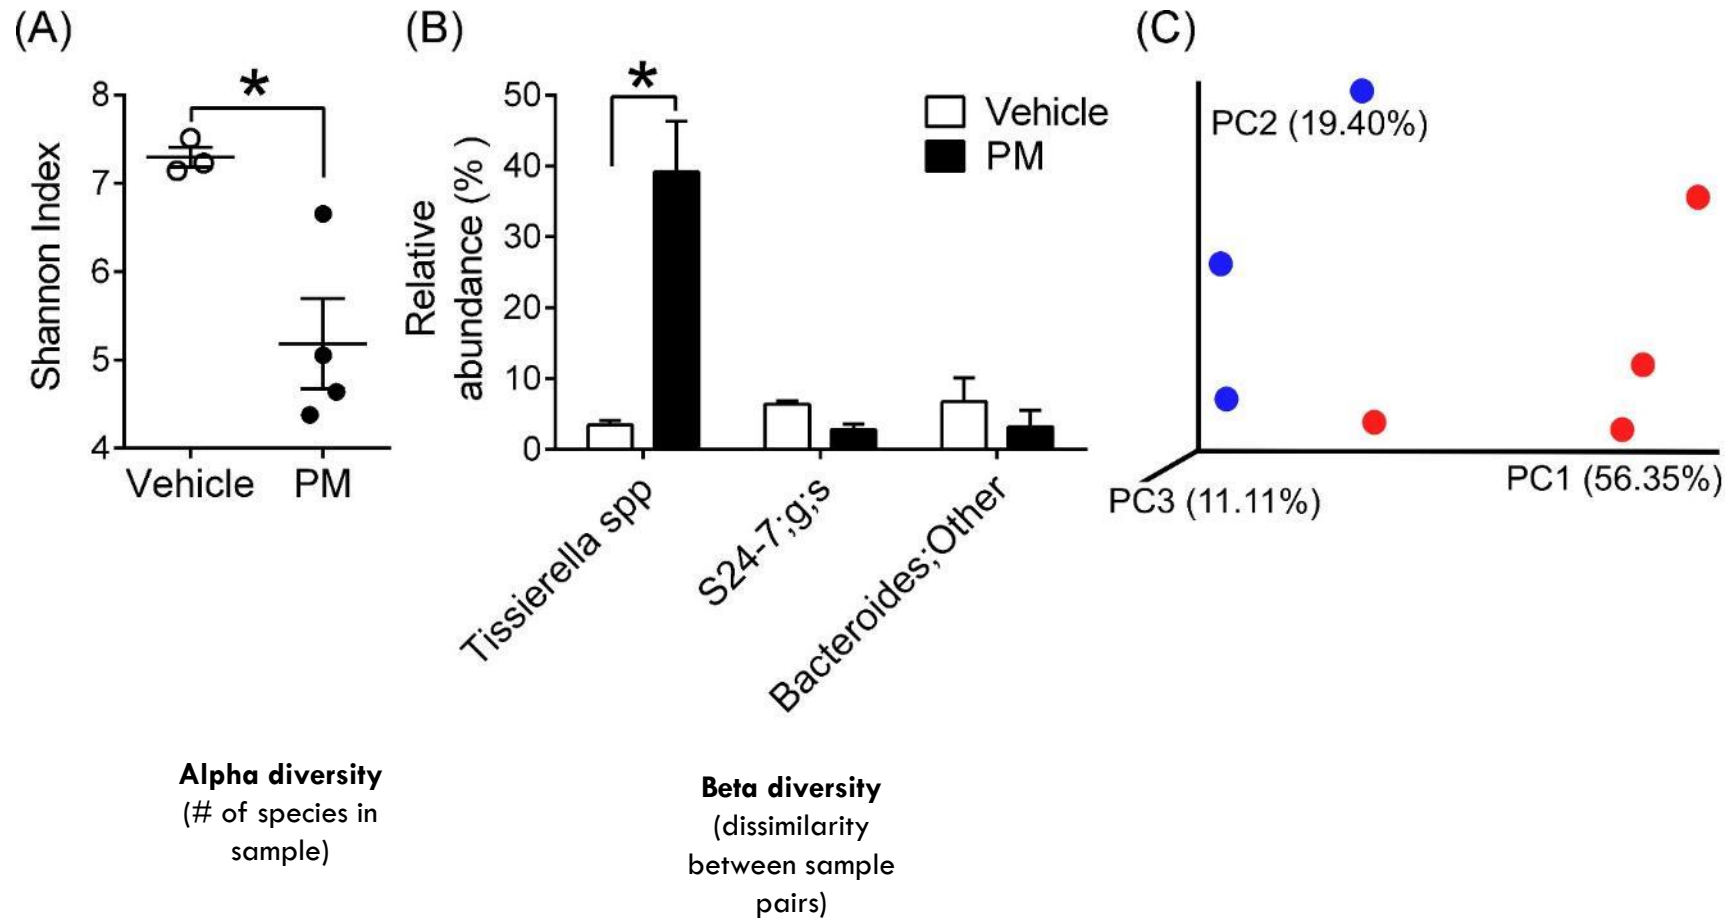 (A)
*
Shannon Index
8
7
6
5
4
Vehicle
PM
(B)
*
Relative
abundance (% )
50
40
30
20
10
0
Vehicle
PM
Tissierella spp
S24-7;g;s
Bacteroides;Other
(C)
PC2 (19.40%)
PC1 (56.35%)
PC3 (11.11%)
Alpha diversity
(# of species in
sample)
Beta diversity
(dissimilarity
between sample
pairs)